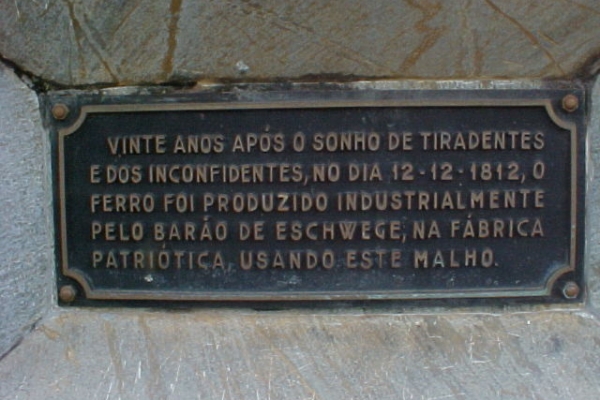 VINTE ANOS APÓS O SONHO DE TIRADENTES
E DOS INCONFIDENTES, NO DIA 12-12-1812, O
FERRO FOI PRODUZIDO INDUSTRIALMENTE
PELO BARÃO DE ESCHWEGE, NA FÁBRICA
PATRIÓTICA, USANDO ESTE MALHO.